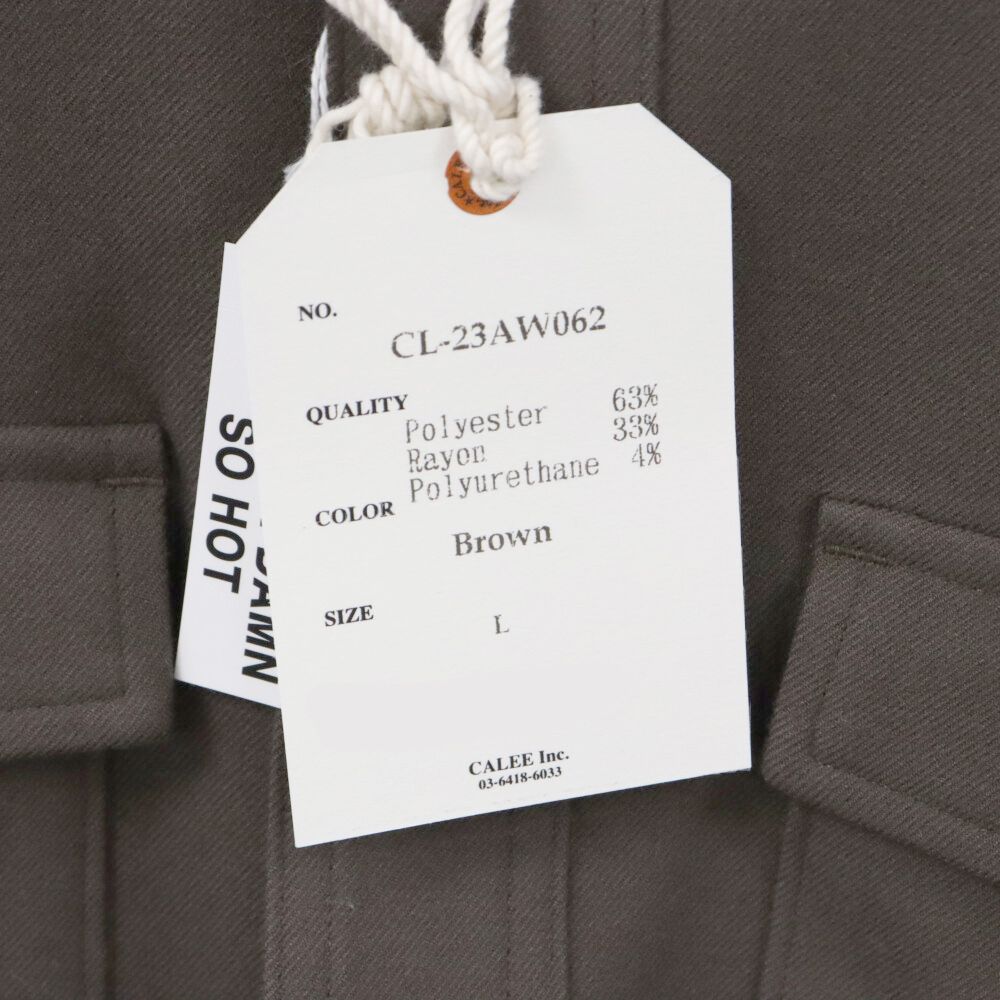 NO.
CL-23AW062
QUALITY
Polyester 63%
Rayon 33%
Polyurethane 4%
COLOR
Brown
SIZE
L
CALEE Inc.
03-6418-6033
SO HOT